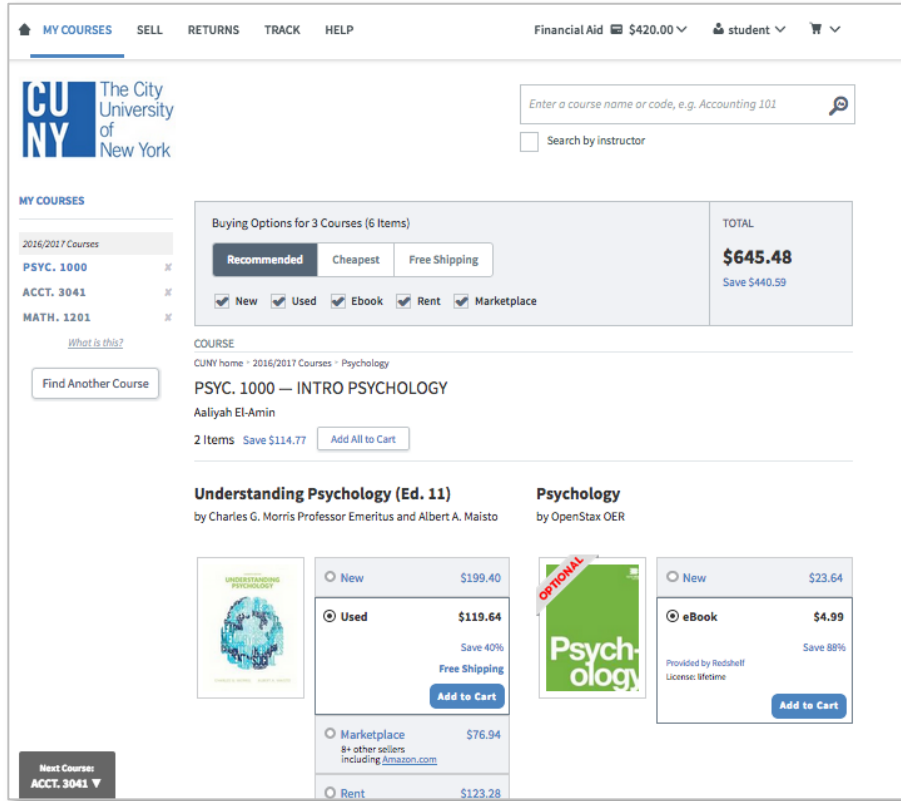 MY COURSES SELL RETURNS TRACK HELP Financial Aid $420.00 student
CUNY
The City
University
of
New York
Enter a course name or code, e.g. Accounting 101
Search by instructor
MY COURSES
2016/2017 Courses
PSYC. 1000
ACCT. 3041
MATH. 1201
What is this?
Find Another Course
Buying Options for 3 Courses (6 Items)
Recommended Cheapest Free Shipping
New Used Ebook Rent Marketplace
TOTAL
$645.48
Save $440.59
COURSE
CUNY home > 2016/2017 Courses > Psychology
PSYC. 1000 — INTRO PSYCHOLOGY
Aaliyah El-Amin
2 Items Save $114.77 Add All to Cart
Understanding Psychology (Ed. 11)
by Charles G. Morris Professor Emeritus and Albert A. Maisto
UNDERSTANDING
PSYCHOLOGY
New $199.40
Used $119.64
Save 40%
Free Shipping
Add to Cart
Marketplace $76.94
8+ other sellers
including Amazon.com
Rent $123.28
Psychology
by OpenStax OER
OPTIONAL
Psych-
ology
New $23.64
eBook $4.99
Save 88%
Provided by Redshelf
License: lifetime
Add to Cart
Next Course:
ACCT. 3041 ▼